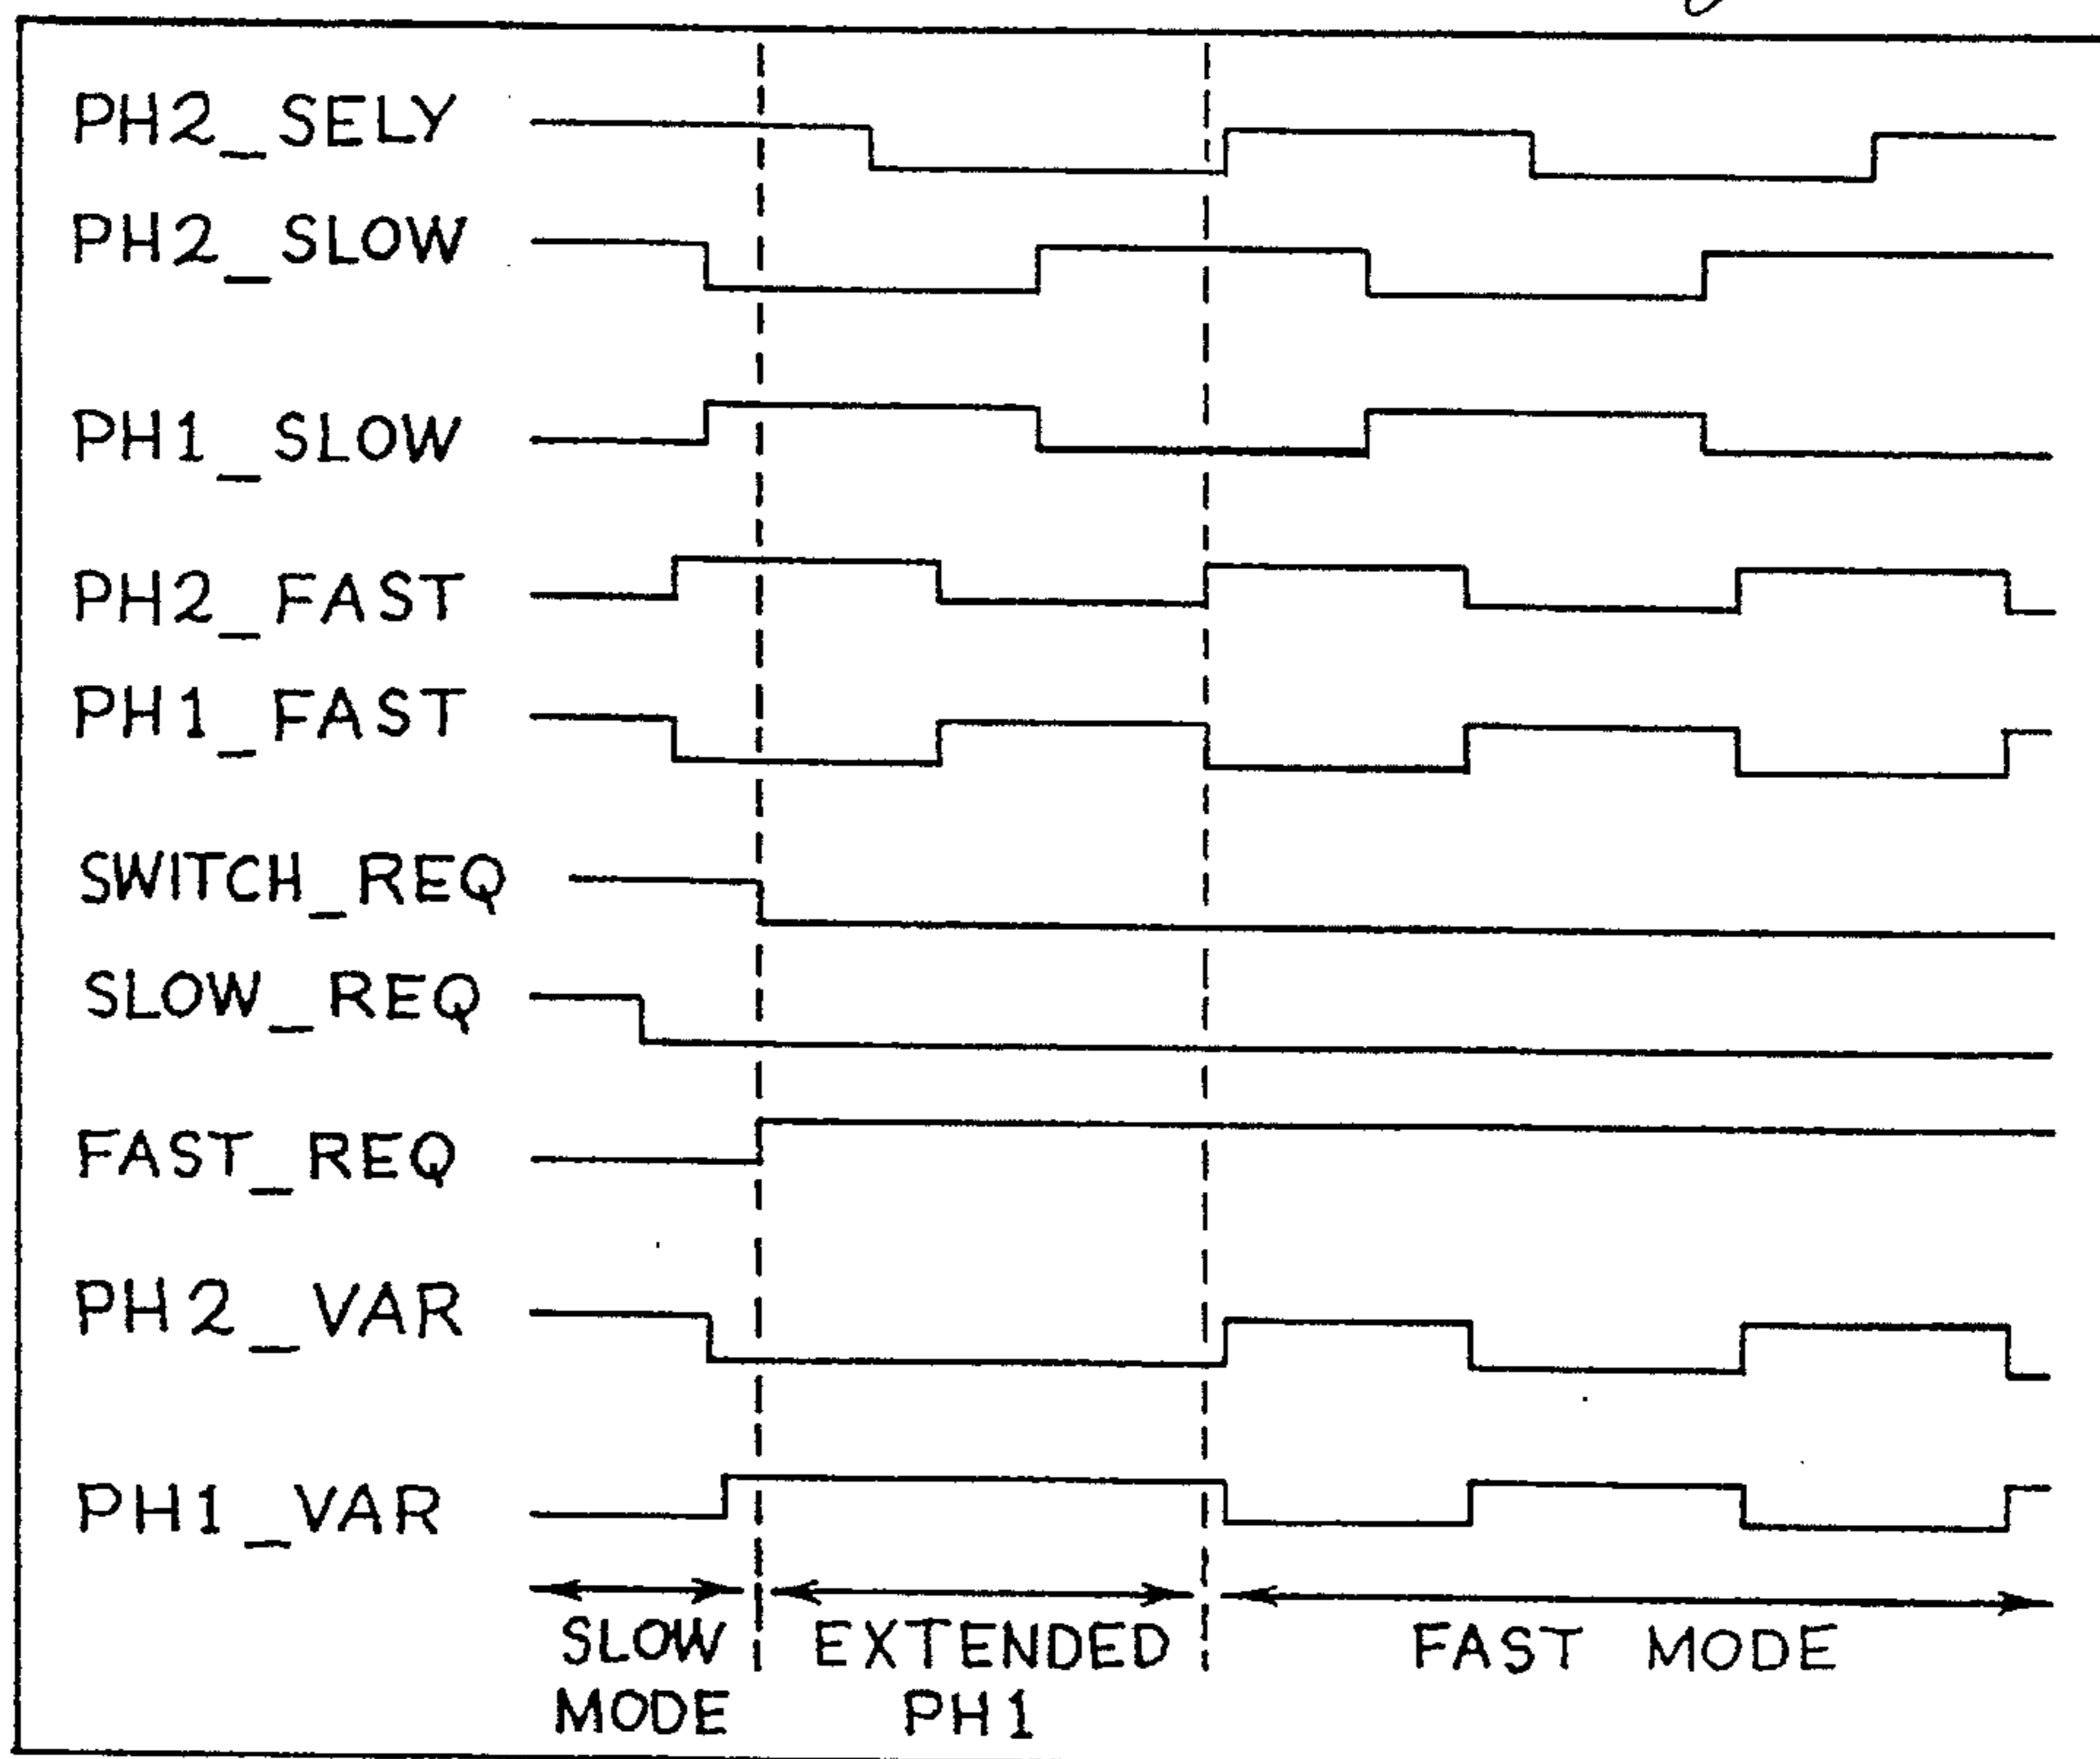 PH2_SELY
PH2_SLOW
PH1_SLOW
PH2_FAST
PH1_FAST
SWITCH_REQ
SLOW_REQ
FAST_REQ
PH2_VAR
PH1_VAR
SLOW MODE
EXTENDED PH1
FAST MODE